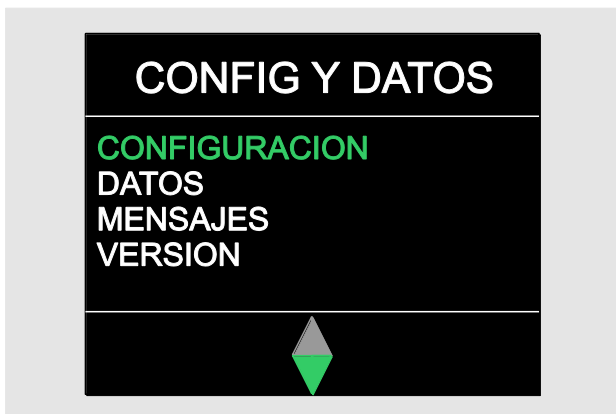 CONFIG Y DATOS
CONFIGURACION
DATOS
MENSAJES
VERSION